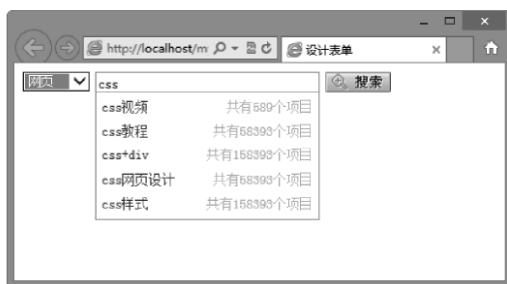 http://localhost/m
设计表单
网页 css 搜索
css视频 共有589个项目
css教程 共有58393个项目
css+div 共有158393个项目
css网页设计 共有58393个项目
css样式 共有158393个项目